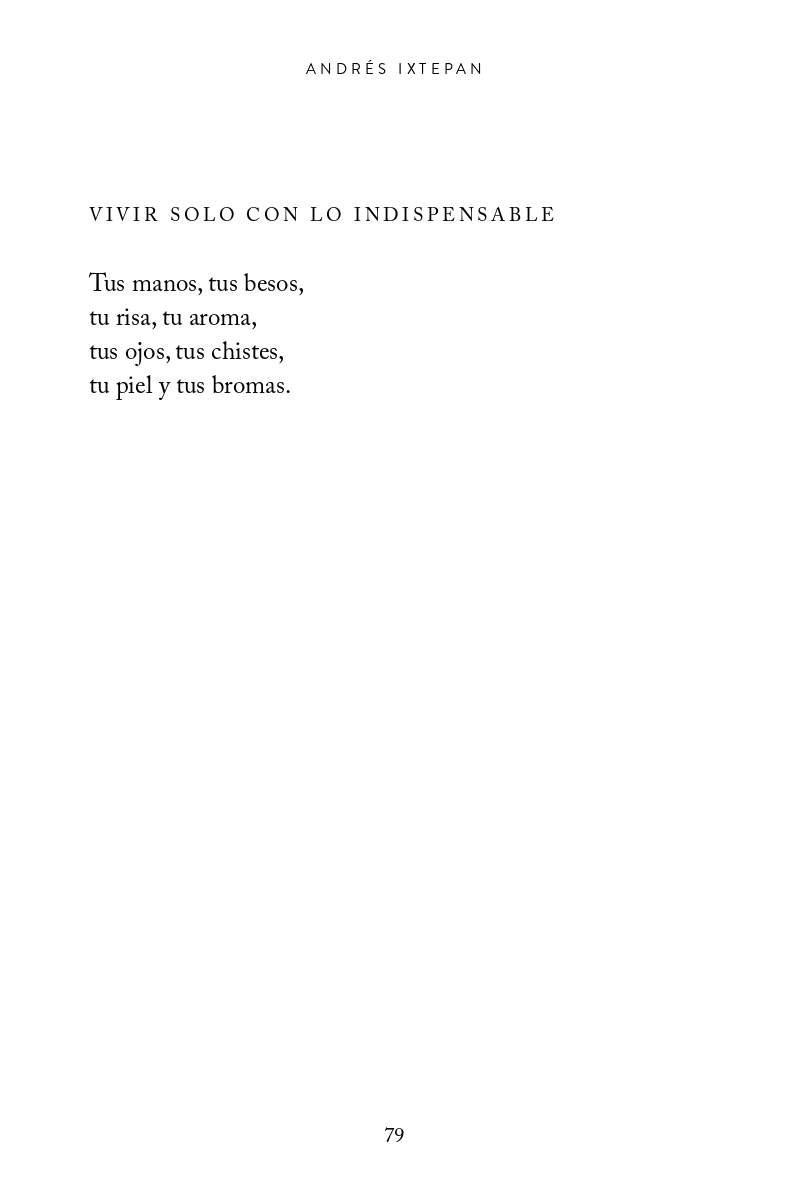 ANDRÉS IXTEPAN
VIVIR SOLO CON LO INDISPENSABLE
Tus manos, tus besos,
tu risa, tu aroma,
tus ojos, tus chistes,
tu piel y tus bromas.
79